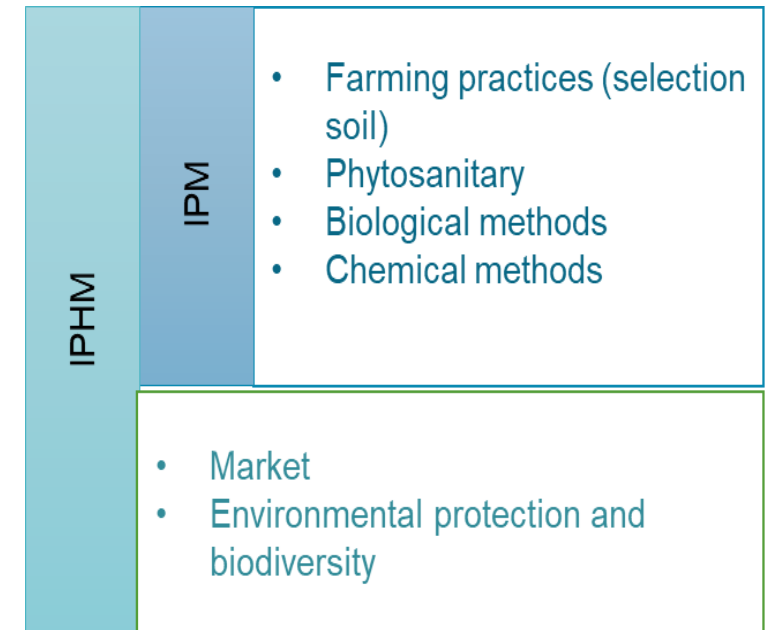 IPHM
IPM
• Farming practices (selection
soil)
• Phytosanitary
• Biological methods
• Chemical methods
• Market
• Environmental protection and
biodiversity